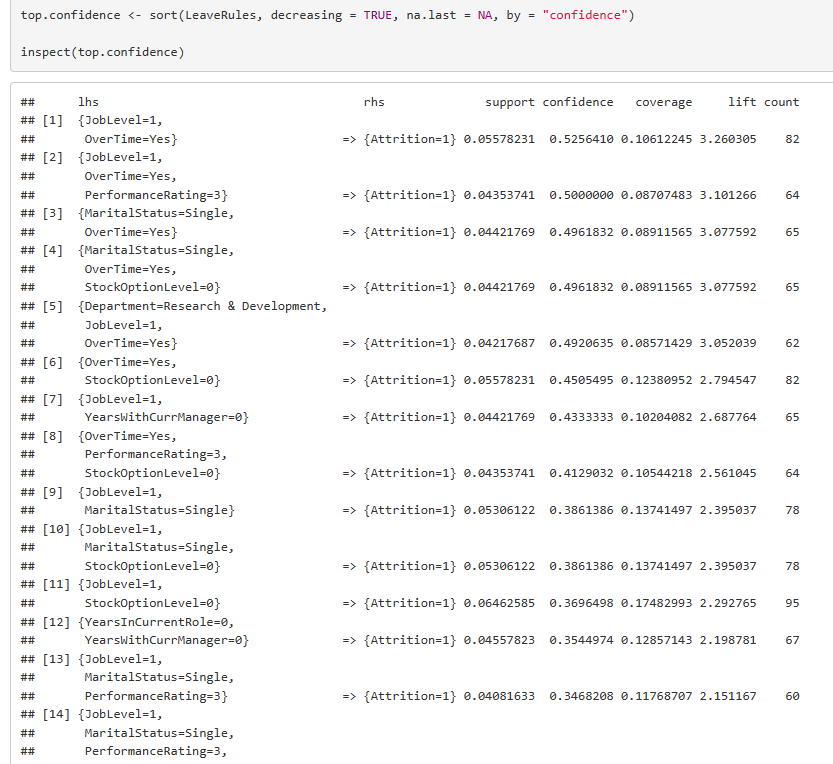 top.confidence <- sort(LeaveRules, decreasing = TRUE, na.last = NA, by = "confidence")
inspect(top.confidence)
##      lhs                                   rhs              support confidence   coverage     lift count
## [1]  {JobLevel=1,
##       OverTime=Yes}                     => {Attrition=1} 0.05578231  0.5256410 0.10612245 3.260305    82
## [2]  {JobLevel=1,
##       OverTime=Yes,
##       PerformanceRating=3}              => {Attrition=1} 0.04353741  0.5000000 0.08707483 3.101266    64
## [3]  {MaritalStatus=Single,
##       OverTime=Yes}                     => {Attrition=1} 0.04421769  0.4961832 0.08911565 3.077592    65
## [4]  {MaritalStatus=Single,
##       OverTime=Yes,
##       StockOptionLevel=0}               => {Attrition=1} 0.04421769  0.4961832 0.08911565 3.077592    65
## [5]  {Department=Research & Development,
##       JobLevel=1,
##       OverTime=Yes}                     => {Attrition=1} 0.04217687  0.4920635 0.08571429 3.052039    62
## [6]  {OverTime=Yes,
##       StockOptionLevel=0}               => {Attrition=1} 0.05578231  0.4505495 0.12380952 2.794547    82
## [7]  {JobLevel=1,
##       YearsWithCurrManager=0}           => {Attrition=1} 0.04421769  0.4333333 0.10204082 2.687764    65
## [8]  {OverTime=Yes,
##       PerformanceRating=3,
##       StockOptionLevel=0}               => {Attrition=1} 0.04353741  0.4129032 0.10544218 2.561045    64
## [9]  {JobLevel=1,
##       MaritalStatus=Single}             => {Attrition=1} 0.05306122  0.3861386 0.13741497 2.395037    78
## [10] {JobLevel=1,
##       MaritalStatus=Single,
##       StockOptionLevel=0}               => {Attrition=1} 0.05306122  0.3861386 0.13741497 2.395037    78
## [11] {JobLevel=1,
##       StockOptionLevel=0}               => {Attrition=1} 0.06462585  0.3696498 0.17482993 2.292765    95
## [12] {YearsInCurrentRole=0,
##       YearsWithCurrManager=0}           => {Attrition=1} 0.04557823  0.3544974 0.12857143 2.198781    67
## [13] {JobLevel=1,
##       MaritalStatus=Single,
##       PerformanceRating=3}              => {Attrition=1} 0.04081633  0.3468208 0.11768707 2.151167    60
## [14] {JobLevel=1,
##       MaritalStatus=Single,
##       PerformanceRating=3,